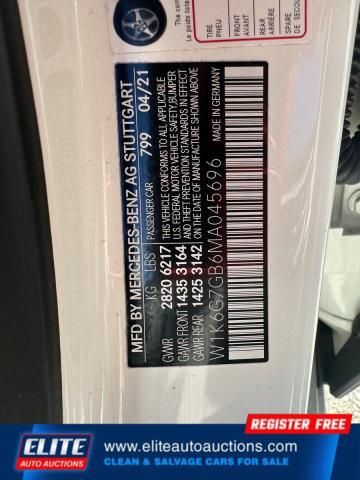 MFD BY MERCEDES-BENZ AG STUTTGART
PASSENGER CAR 799 04/21
KG LBS
GVWR 2820 6217
GAWR FRONT 1435 3164
GAWR REAR 1425 3142
THIS VEHICLE CONFORMS TO ALL APPLICABLE
U.S. FEDERAL MOTOR VEHICLE SAFETY, BUMPER
AND THEFT PREVENTION STANDARDS IN EFFECT
ON THE DATE OF MANUFACTURE SHOWN ABOVE
W1K6G7GB6MA045696
TIRE
PNEU
FRONT
AVANT
REAR
ARRIÈRE
SPARE
DE SECOU
ELITE
AUTO AUCTIONS
REGISTER FREE
www.eliteautoauctions.com
CLEAN & SALVAGE CARS FOR SALE